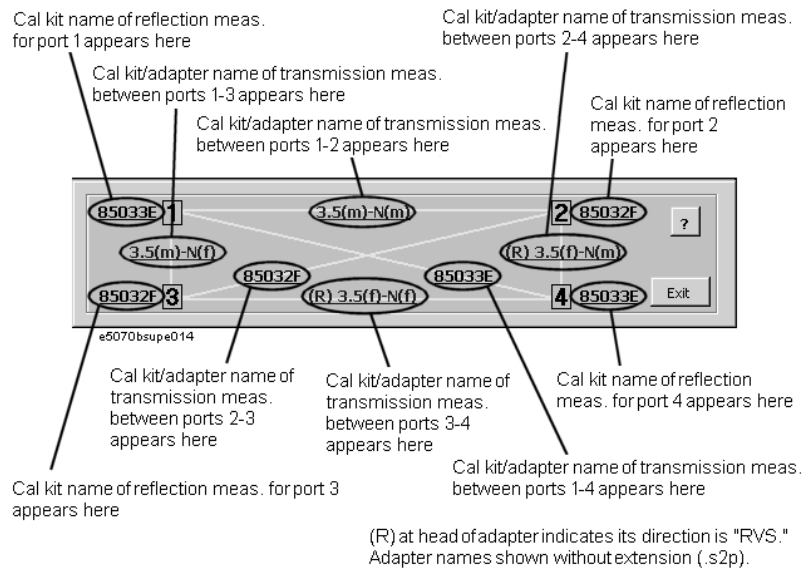 Cal kit name of reflection meas.
for port 1 appears here
Cal kit/adapter name of transmission meas.
between ports 2-4 appears here
Cal kit/adapter name of transmission meas.
between ports 1-3 appears here
Cal kit name of reflection
meas. for port 2
appears here
Cal kit/adapter name of transmission meas.
between ports 1-2 appears here
85033E 1 3.5(m)-N(m) 2 85032F ?
3.5(m)-N(f) (R) 3.5(f)-N(m)
85032F 85033E
85032F 3 (R) 3.5(f)-N(f) 4 85033E Exit
e5070bsupe014
Cal kit/adapter name of
transmission meas.
between ports 2-3
appears here
Cal kit/adapter name of
transmission meas.
between ports 3-4
appears here
Cal kit name of reflection
meas. for port 4 appears here
Cal kit/adapter name of transmission meas.
between ports 1-4 appears here
Cal kit name of reflection meas. for port 3
appears here
(R) at head of adapter indicates its direction is "RVS."
Adapter names shown without extension (.s2p).